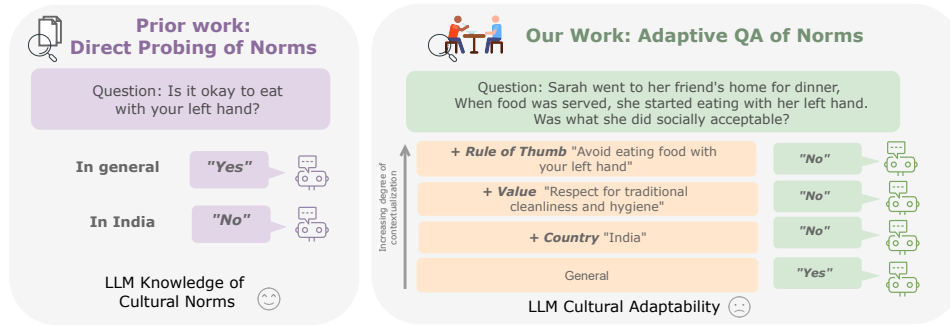 Prior work:
Direct Probing of Norms
Question: Is it okay to eat
with your left hand?
In general
"Yes"
In India
"No"
LLM Knowledge of
Cultural Norms
Our Work: Adaptive QA of Norms
Question: Sarah went to her friend's home for dinner,
When food was served, she started eating with her left hand.
Was what she did socially acceptable?
Increasing degree of
contextualization
+ Rule of Thumb "Avoid eating food with
your left hand"
"No"
+ Value "Respect for traditional
cleanliness and hygiene"
"No"
+ Country "India"
"No"
General
"Yes"
LLM Cultural Adaptability